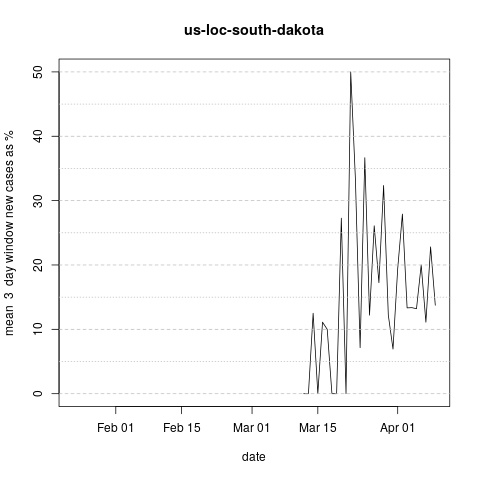 us-loc-south-dakota
mean 3 day window new cases as %
50
40
30
20
10
0
Feb 01 Feb 15 Mar 01 Mar 15 Apr 01
date